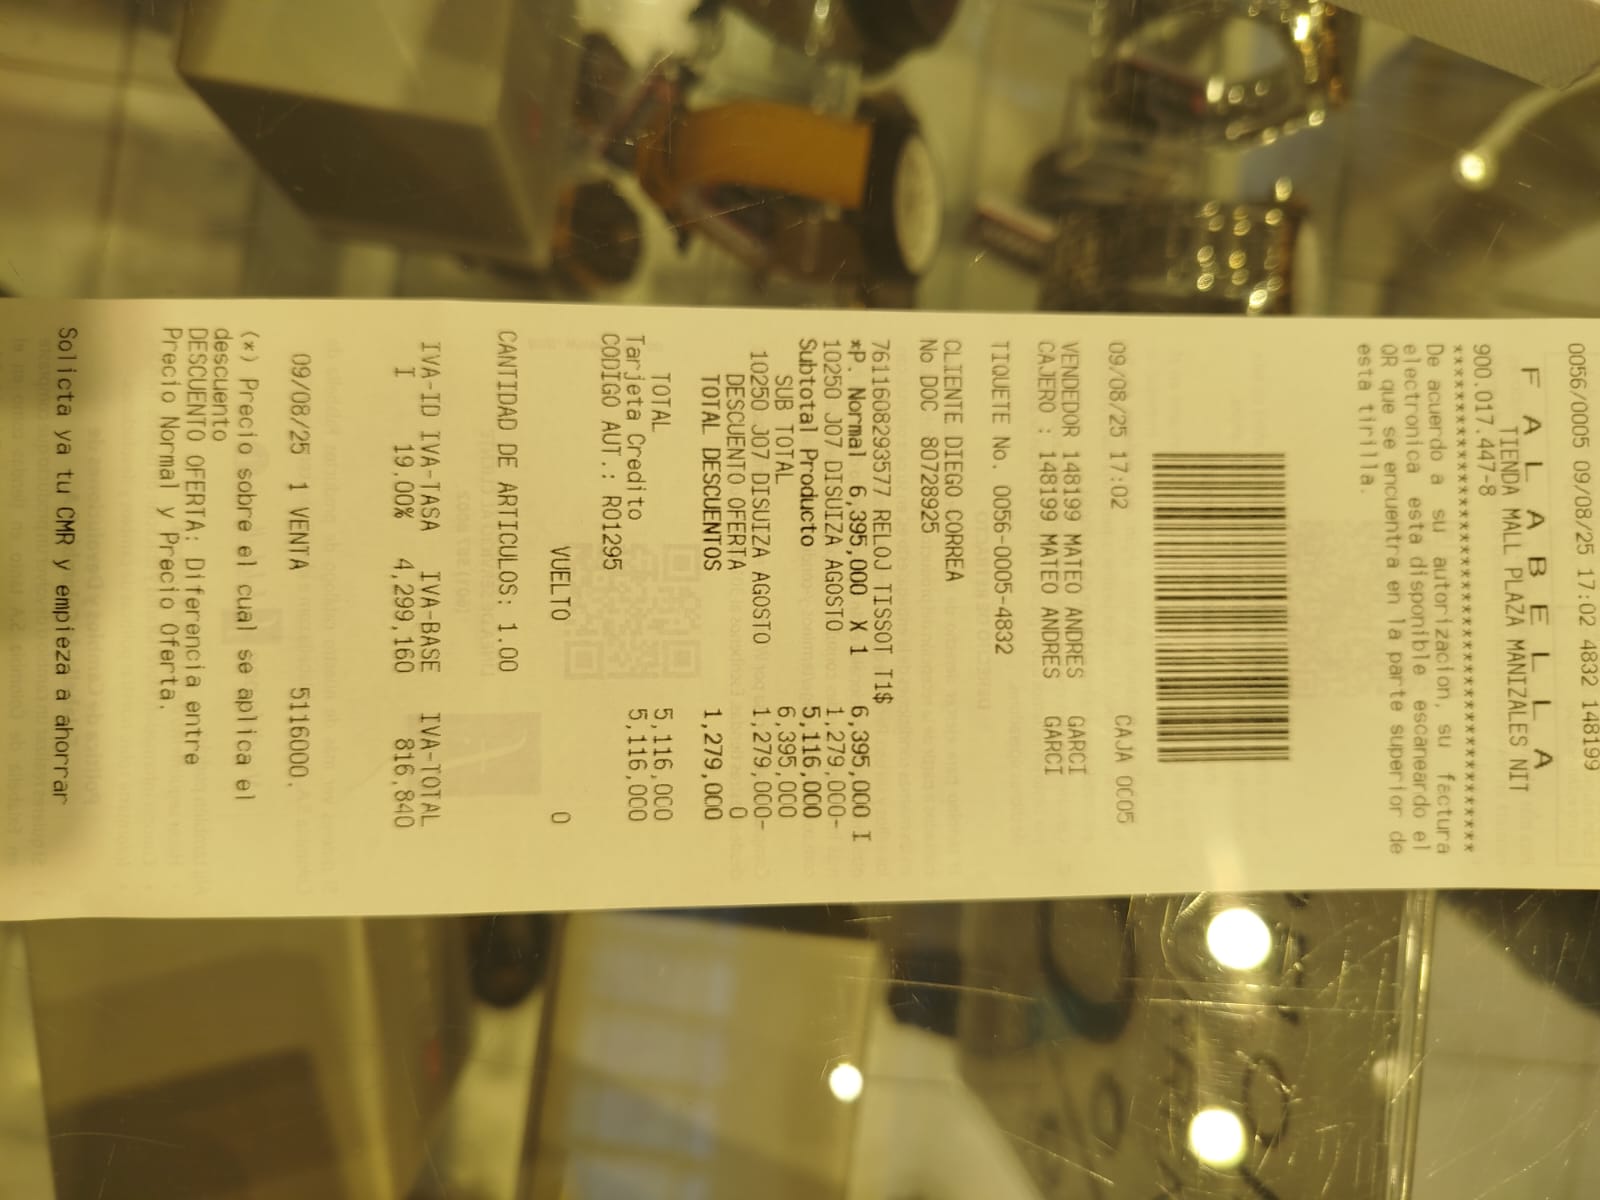 0056/0005 09/08/25 17:02 4832 148199
F A L A B E L L A
TIENDA MALL PLAZA MANIZALES NIT
900.017.447-8
****************************************
De acuerdo a su autorizacion, su factura
electronica esta disponible escaneando el
QR que se encuentra en la parte superior de
esta tirilla.
09/08/25 17:02 CAJA 0005
VENDEDOR 148199 MATEO ANDRES GARCI
CAJERO : 148199 MATEO ANDRES GARCI
TIQUETE No. 0056-0005-4832
CLIENTE DIEGO CORREA
No DOC 80728925
7611608293577 RELOJ TISSOT T1$
*P. Normal 6,395,000 X 1 6,395,000 I
10250 J07 DISUIZA AGOSTO 1,279,000-
Subtotal Producto 5,116,000
SUB TOTAL 6,395,000
10250 J07 DISUIZA AGOSTO 1,279,000-
DESCUENTO OFERTA 0
TOTAL DESCUENTOS 1,279,000
TOTAL 5,116,000
Tarjeta Credito 5,116,000
CODIGO AUT.: R01295
VUELTO 0
CANTIDAD DE ARTICULOS: 1.00
IVA-ID IVA-TASA IVA-BASE IVA-TOTAL
I 19.00% 4,299,160 816,840
09/08/25 1 VENTA 5116000.
(*) Precio sobre el cual se aplica el
descuento
DESCUENTO OFERTA: Diferencia entre
Precio Normal y Precio Oferta.
Solicta ya tu CMR y empieza a ahorrar